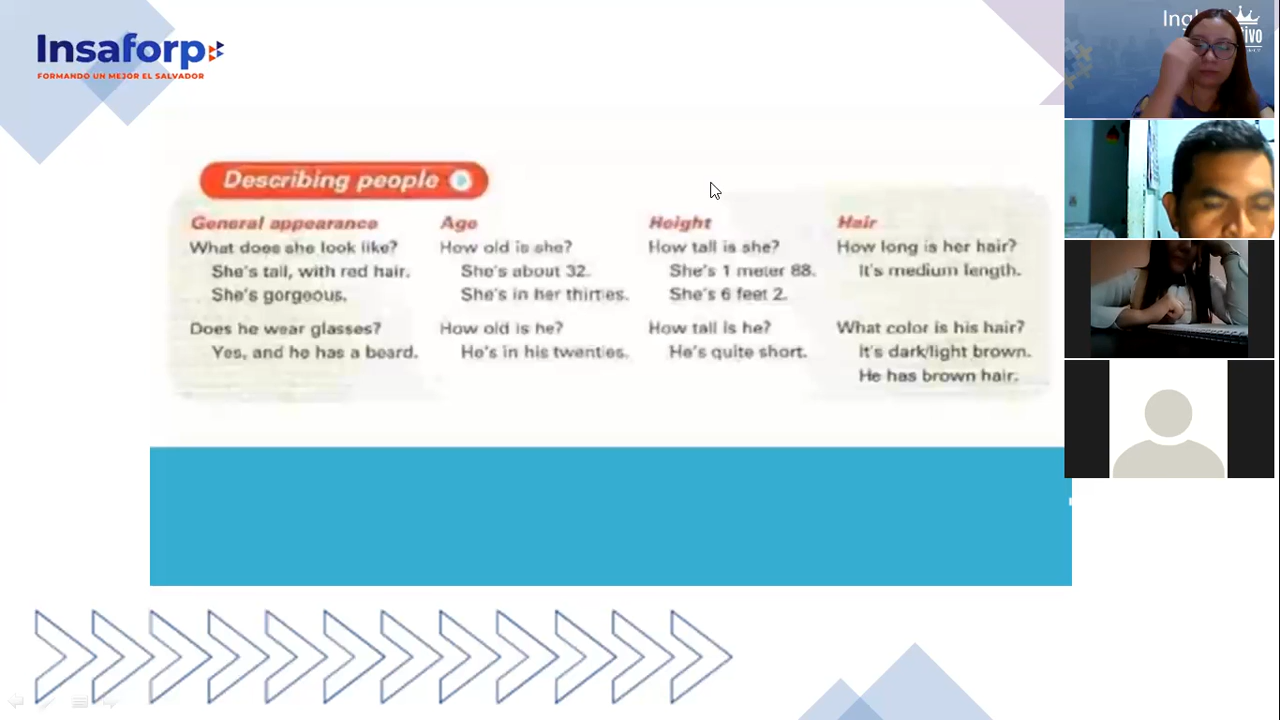 Insaforp
FORMANDO UN MEJOR EL SALVADOR
Describing people
General appearance
What does she look like?
She's tall, with red hair.
She's gorgeous.
Does he wear glasses?
Yes, and he has a beard.
Age
How old is she?
She's about 32.
She's in her thirties.
How old is he?
He's in his twenties.
Height
How tall is she?
She's 1 meter 88.
She's 6 feet 2.
How tall is he?
He's quite short.
Hair
How long is her hair?
It's medium length.
What color is his hair?
It's dark/light brown.
He has brown hair.